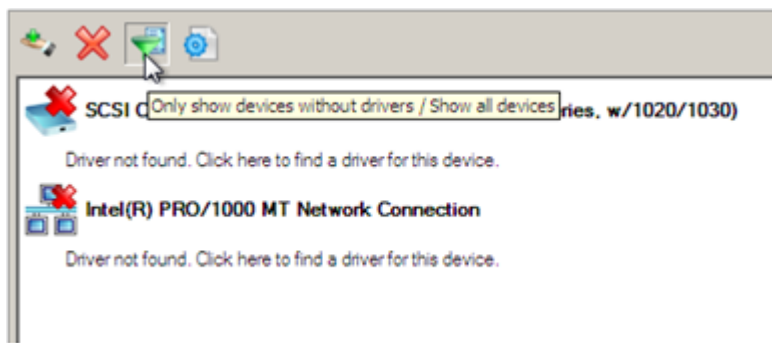 SCSI C
Only show devices without drivers / Show all devices
ries, w/1020/1030)
Driver not found. Click here to find a driver for this device.
Intel(R) PRO/1000 MT Network Connection
Driver not found. Click here to find a driver for this device.